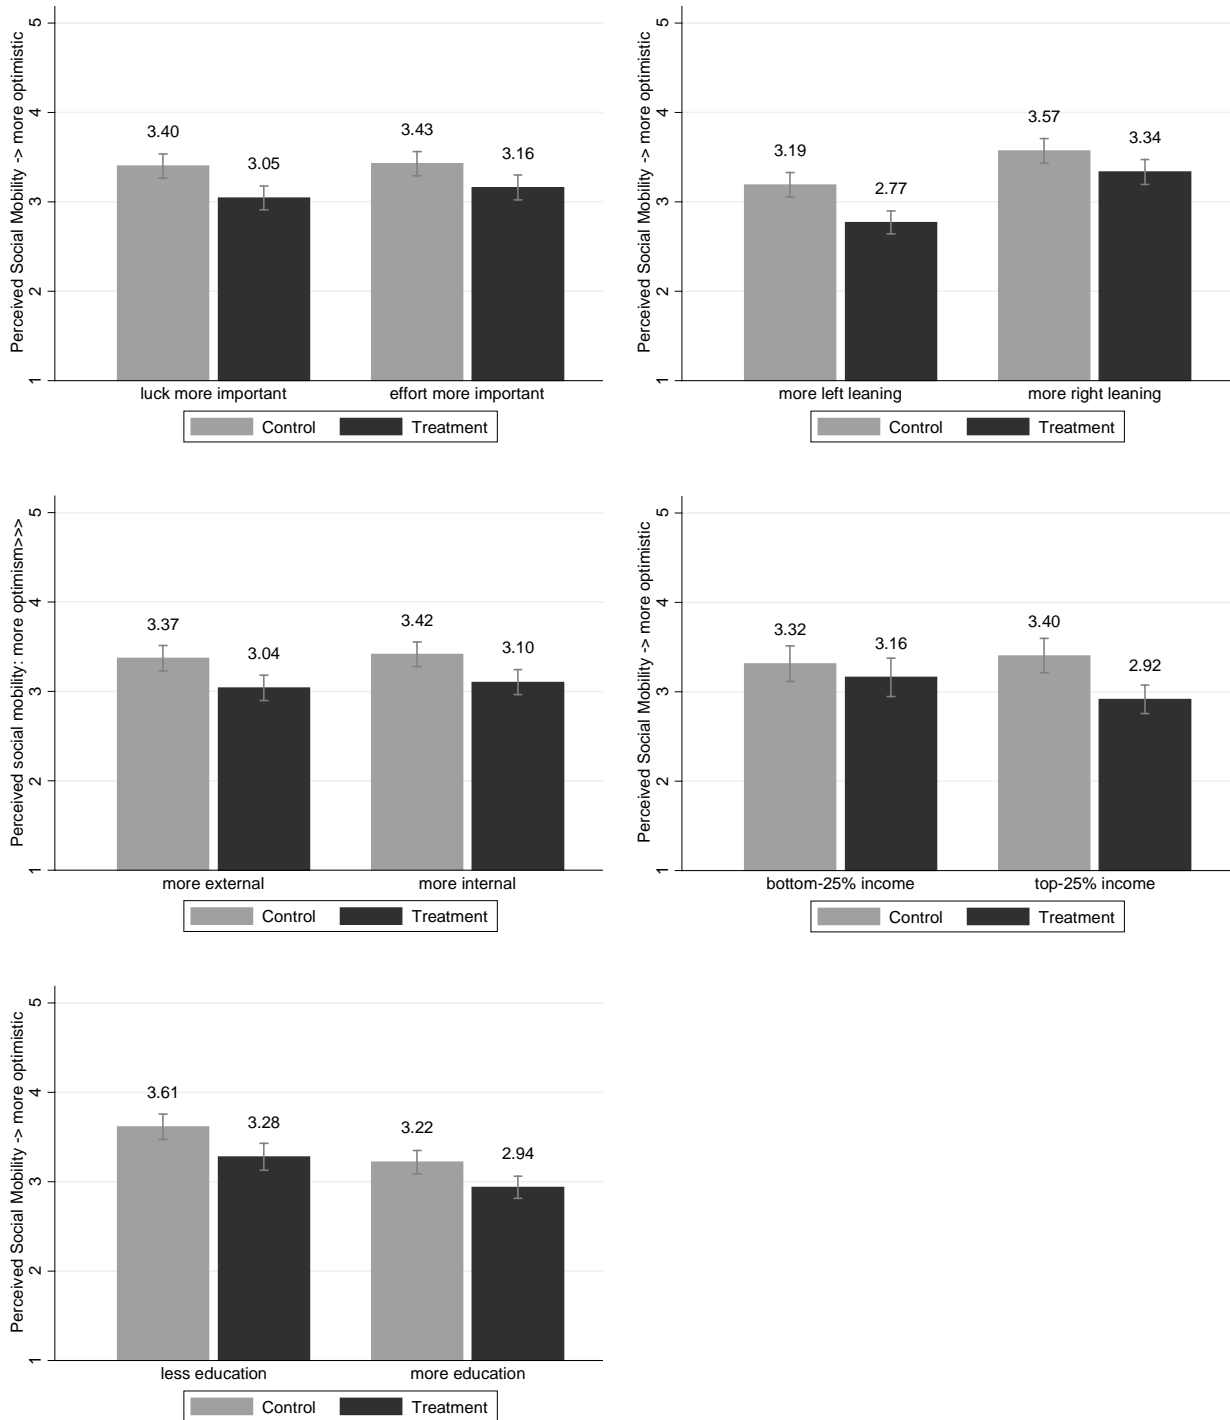 Perceived Social Mobility -> more optimistic
5
4
3
2
1
3.40
3.05
3.43
3.16
luck more important
effort more important
Control
Treatment
Perceived Social Mobility -> more optimistic
5
4
3
2
1
3.19
2.77
3.57
3.34
more left leaning
more right leaning
Control
Treatment
Perceived social mobility: more optimism>>>
5
4
3
2
1
3.37
3.04
3.42
3.10
more external
more internal
Control
Treatment
Perceived Social Mobility -> more optimistic
5
4
3
2
1
3.32
3.16
3.40
2.92
bottom-25% income
top-25% income
Control
Treatment
Perceived Social Mobility -> more optimistic
5
4
3
2
1
3.61
3.28
3.22
2.94
less education
more education
Control
Treatment